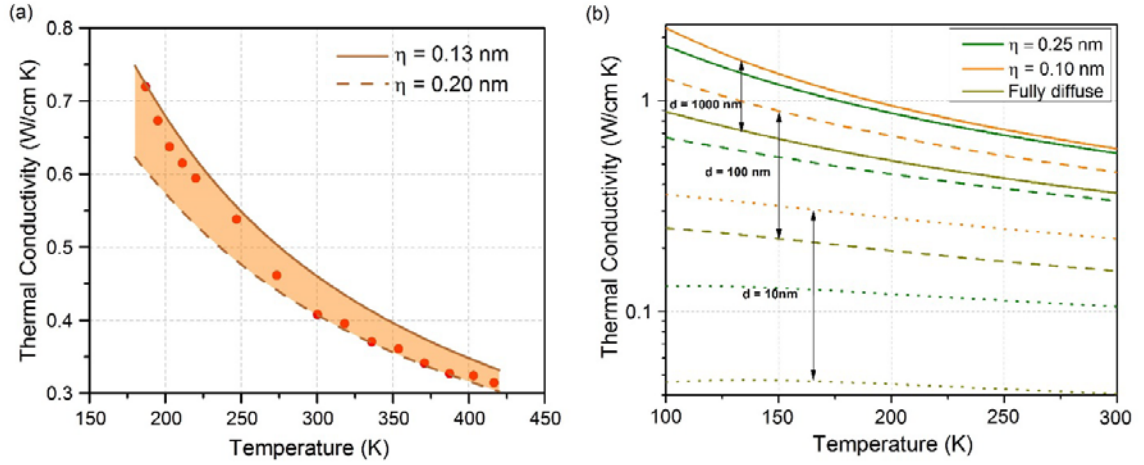 (a)
0.8
0.7
0.6
0.5
0.4
0.3
Thermal Conductivity (W/cm K)
η = 0.13 nm
η = 0.20 nm
150 200 250 300 350 400 450
Temperature (K)
(b)
1
0.1
Thermal Conductivity (W/cm K)
η = 0.25 nm
η = 0.10 nm
Fully diffuse
d = 1000 nm
d = 100 nm
d = 10nm
100 150 200 250 300
Temperature (K)